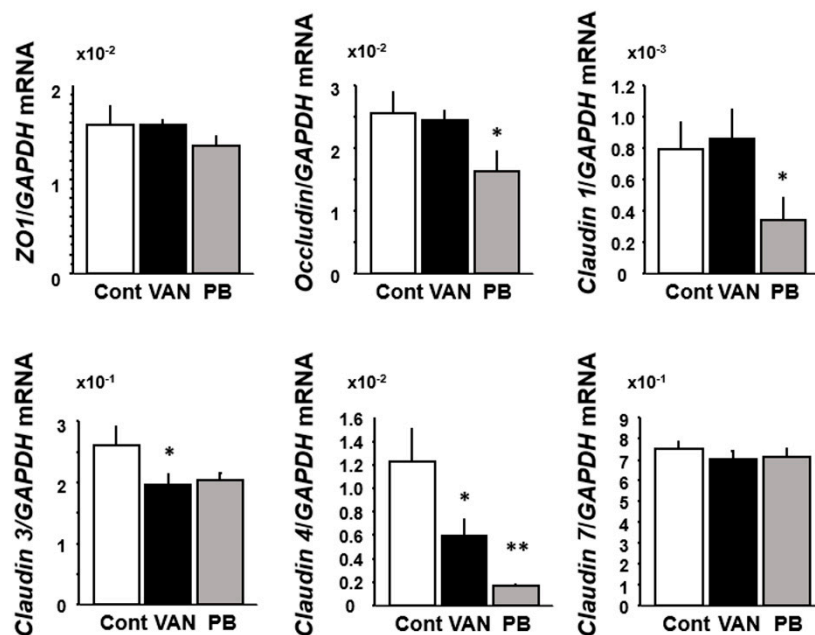 x10-2
ZO1/GAPDH mRNA
2
1
0
Cont VAN PB
x10-2
Occludin/GAPDH mRNA
3
2
1
0
*
Cont VAN PB
x10-3
Claudin 1/GAPDH mRNA
1.2
1.0
0.8
0.6
0.4
0.2
0
*
Cont VAN PB
x10-1
Claudin 3/GAPDH mRNA
3
2
1
0
*
Cont VAN PB
x10-2
Claudin 4/GAPDH mRNA
1.6
1.4
1.2
1.0
0.8
0.6
0.4
0.2
0
*
**
Cont VAN PB
x10-1
Claudin 7/GAPDH mRNA
9
8
7
6
5
4
3
2
1
0
Cont VAN PB